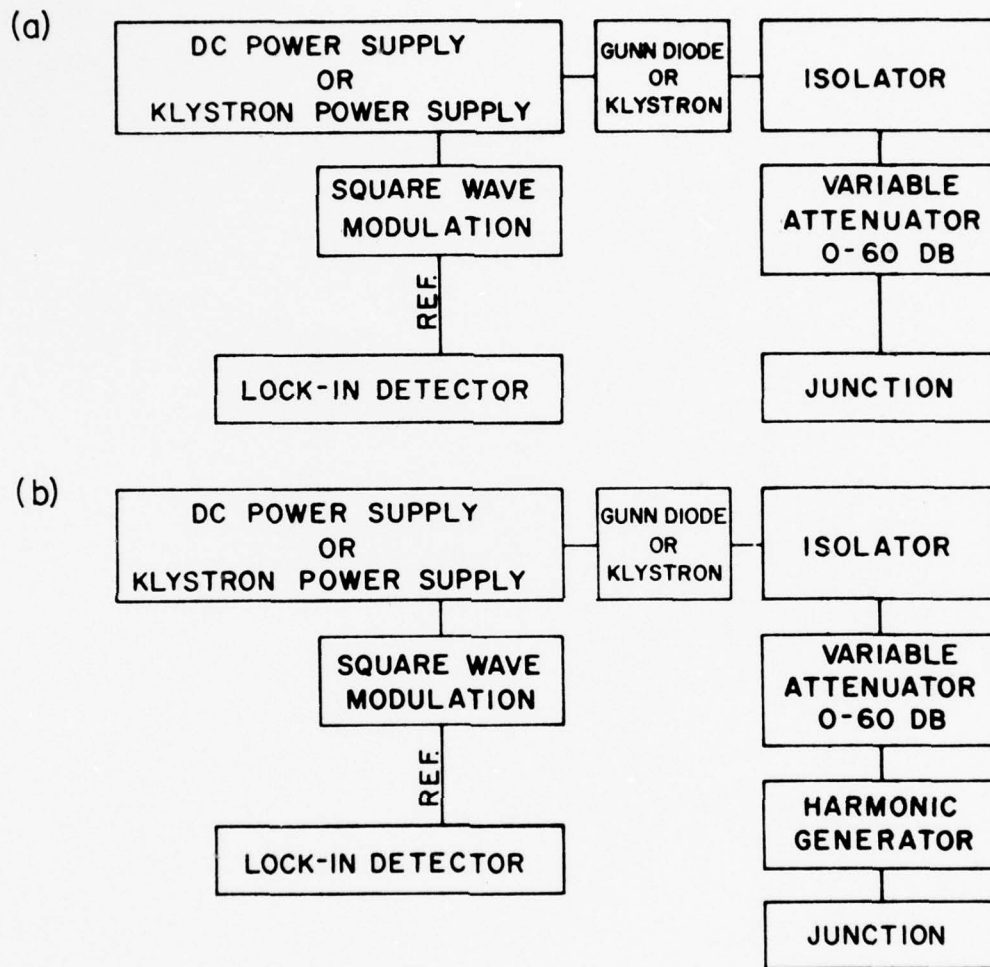 (a)
DC POWER SUPPLY
OR
KLYSTRON POWER SUPPLY
GUNN DIODE
OR
KLYSTRON
ISOLATOR
SQUARE WAVE
MODULATION
VARIABLE
ATTENUATOR
0-60 DB
REF.
LOCK-IN DETECTOR
JUNCTION
(b)
DC POWER SUPPLY
OR
KLYSTRON POWER SUPPLY
GUNN DIODE
OR
KLYSTRON
ISOLATOR
SQUARE WAVE
MODULATION
VARIABLE
ATTENUATOR
0-60 DB
REF.
HARMONIC
GENERATOR
LOCK-IN DETECTOR
JUNCTION